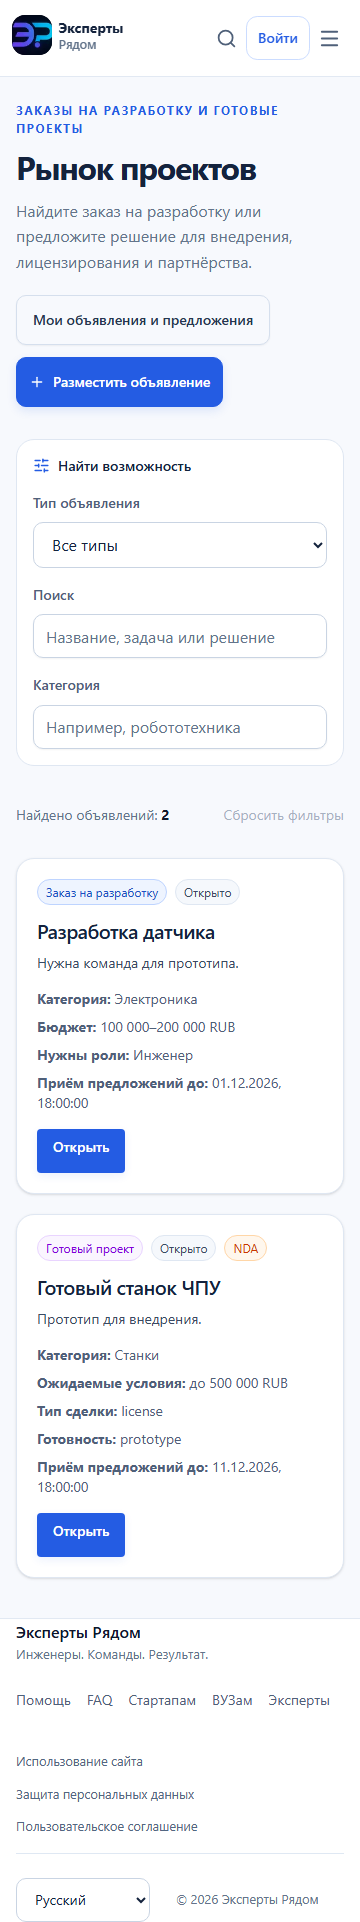 ЭР
Эксперты
Рядом
Войти
ЗАКАЗЫ НА РАЗРАБОТКУ И ГОТОВЫЕ
ПРОЕКТЫ
Рынок проектов
Найдите заказ на разработку или
предложите решение для внедрения,
лицензирования и партнёрства.
Мои объявления и предложения
+ Разместить объявление
Найти возможность
Тип объявления
Все типы
Поиск
Название, задача или решение
Категория
Например, робототехника
Найдено объявлений: 2 Сбросить фильтры
Заказ на разработку Открыто
Разработка датчика
Нужна команда для прототипа.
Категория: Электроника
Бюджет: 100 000–200 000 RUB
Нужны роли: Инженер
Приём предложений до: 01.12.2026,
18:00:00
Открыть
Готовый проект Открыто NDA
Готовый станок ЧПУ
Прототип для внедрения.
Категория: Станки
Ожидаемые условия: до 500 000 RUB
Тип сделки: license
Готовность: prototype
Приём предложений до: 11.12.2026,
18:00:00
Открыть
Эксперты Рядом
Инженеры. Команды. Результат.
Помощь FAQ Стартапам ВУЗам Эксперты
Использование сайта
Защита персональных данных
Пользовательское соглашение
Русский © 2026 Эксперты Рядом